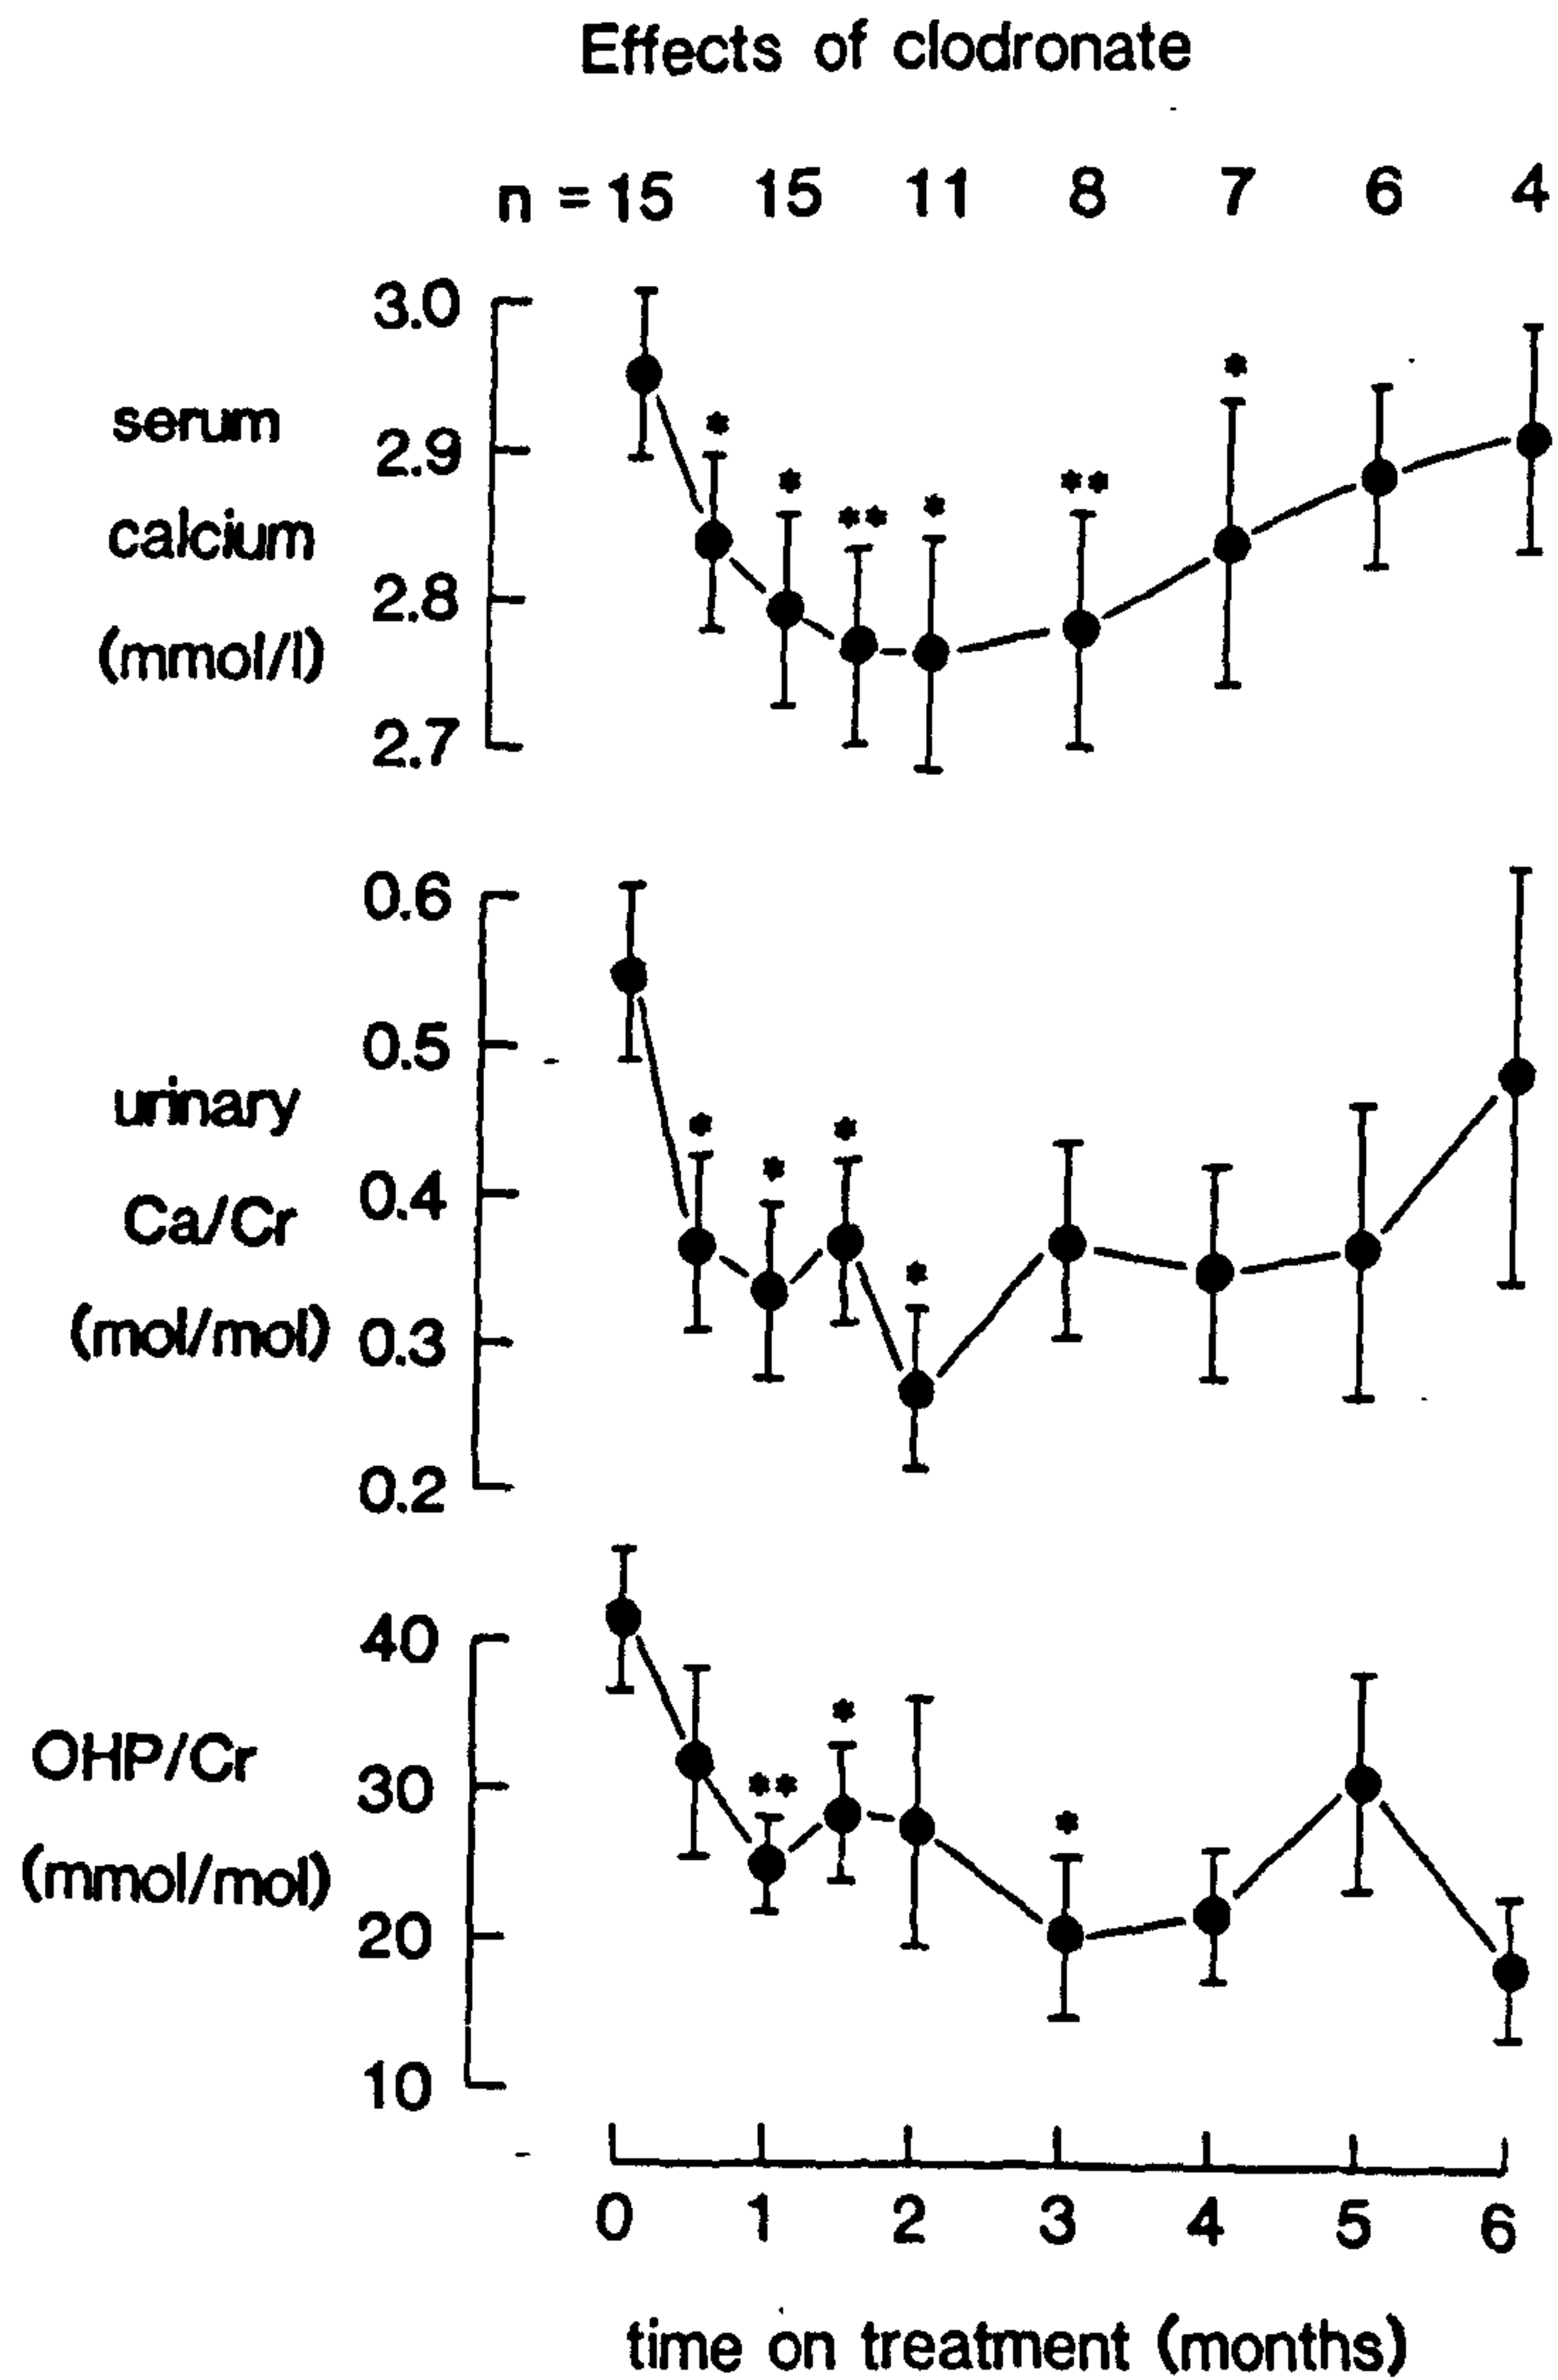 Effects of clodronate
n = 15 15 11 8 7 6 4
3.0
serum
2.9
calcium
2.8
(mmol/l)
2.7
*
*
**
*
**
*
0.6
0.5
urinary
0.4
Ca/Cr
(mol/mol)
0.3
0.2
*
*
*
*
40
OHP/Cr
30
(mmol/mol)
20
10
**
*
*
0 1 2 3 4 5 6
time on treatment (months)